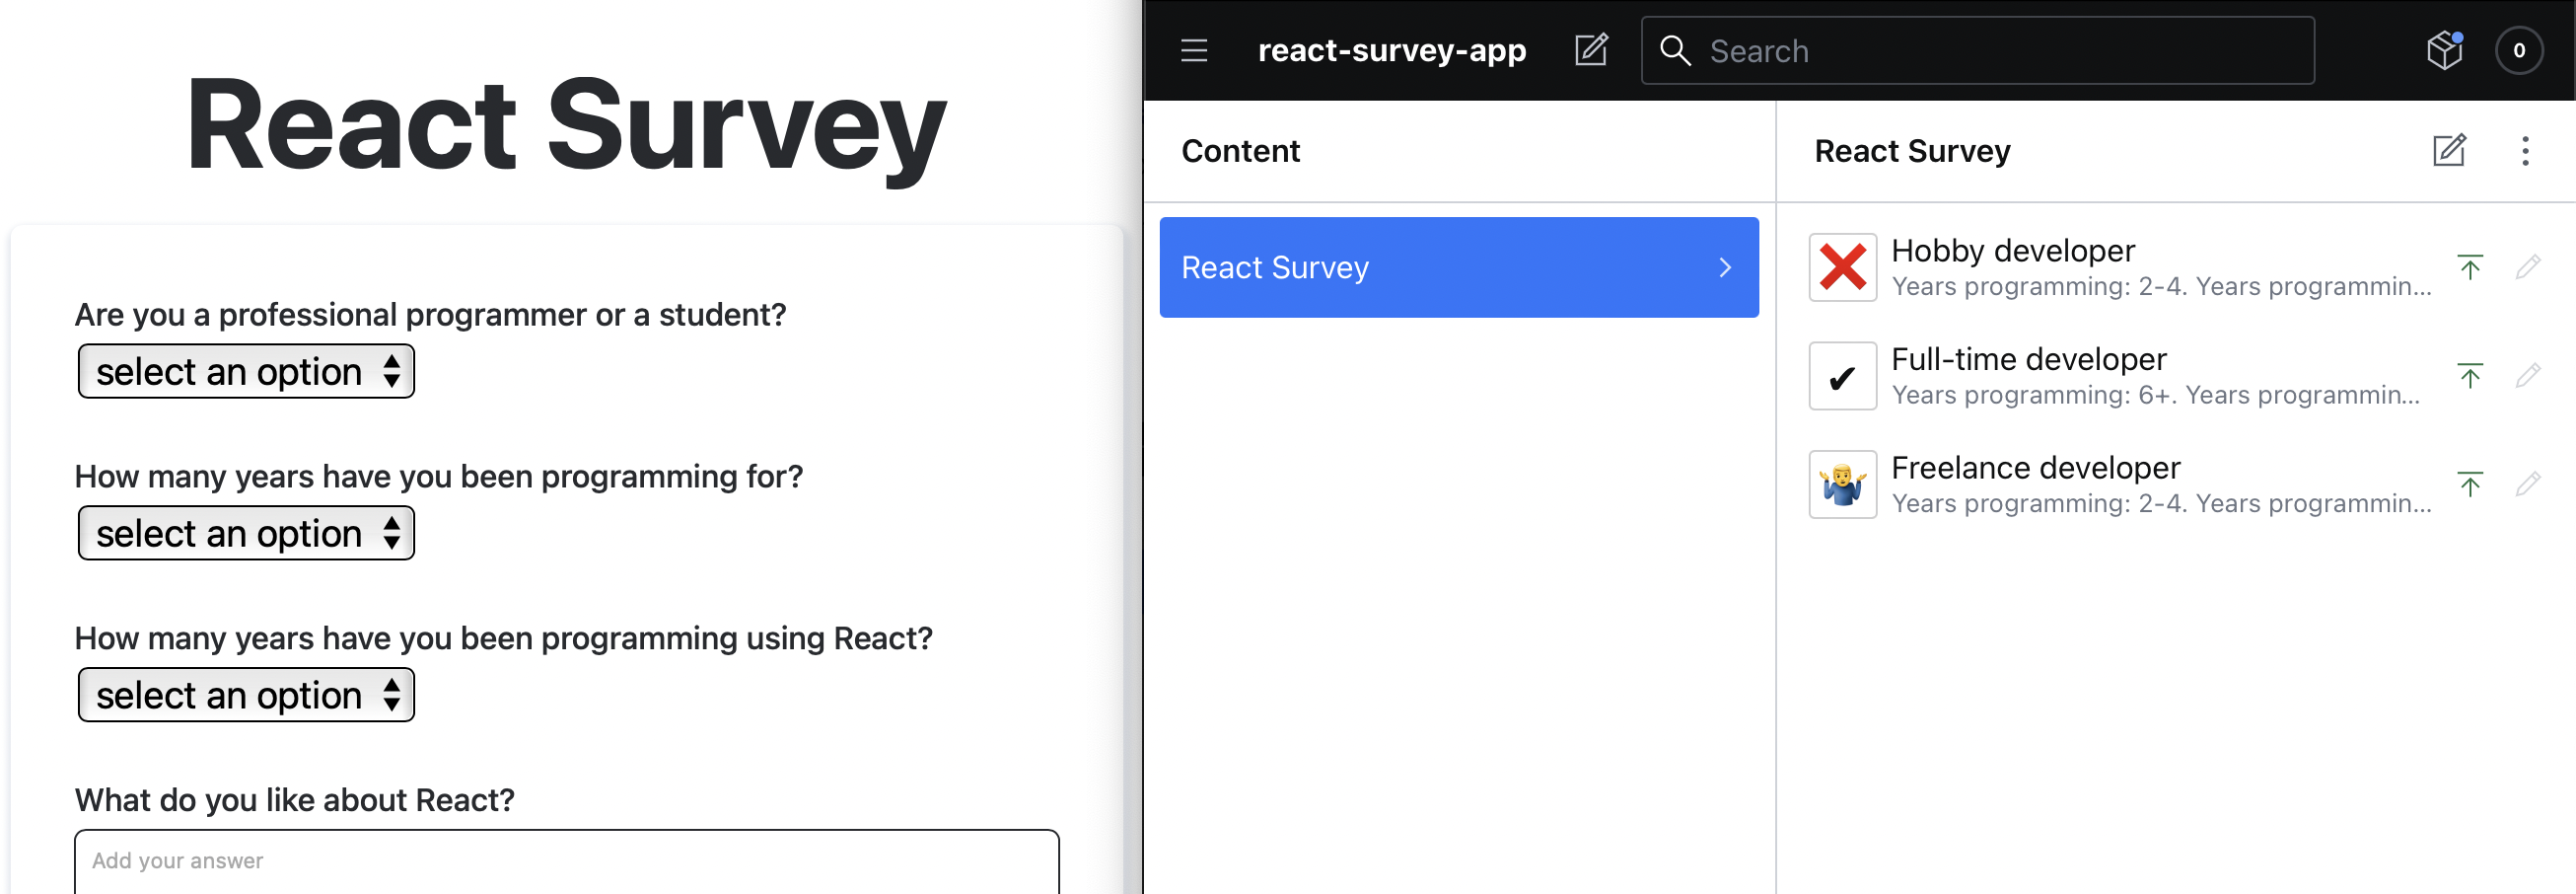 React Survey
Are you a professional programmer or a student?
select an option
How many years have you been programming for?
select an option
How many years have you been programming using React?
select an option
What do you like about React?
Add your answer
react-survey-app
Search
0
Content
React Survey
React Survey
Hobby developer
Years programming: 2-4. Years programmin...
Full-time developer
Years programming: 6+. Years programmin...
Freelance developer
Years programming: 2-4. Years programmin...